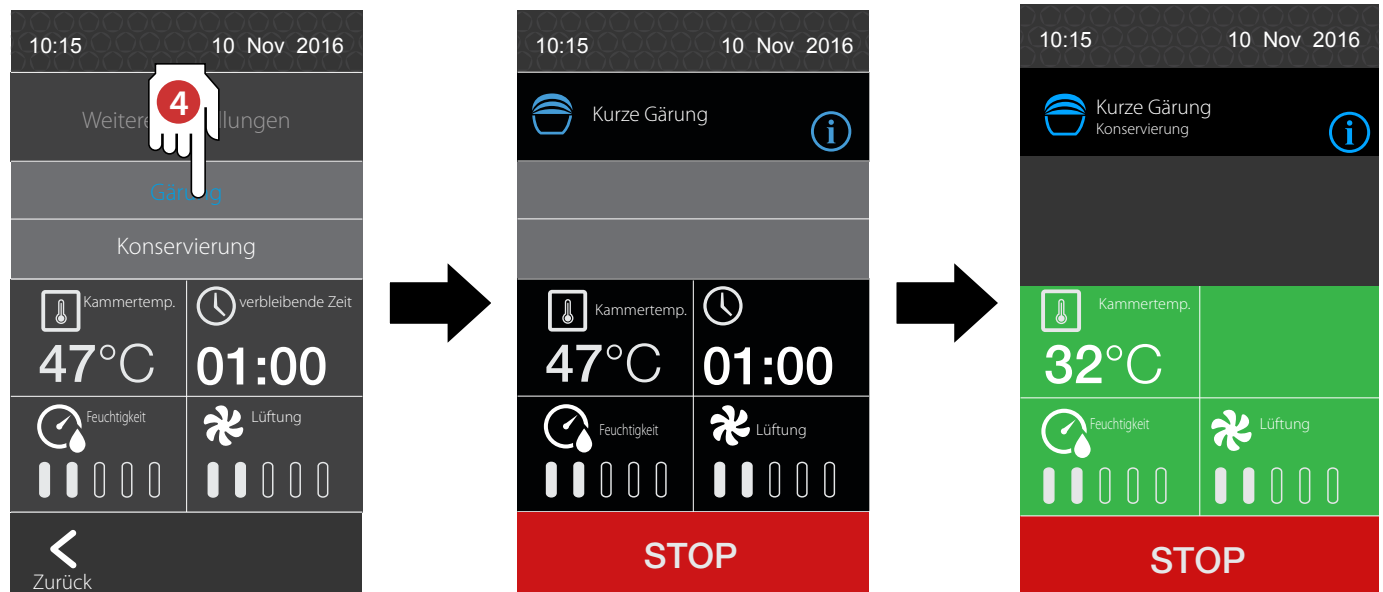 10:15 10 Nov 2016
Weitere
4
llungen
Gärung
Konservierung
Kammertemp. verbleibende Zeit
47°C 01:00
Feuchtigkeit Lüftung
Zurück
10:15 10 Nov 2016
Kurze Gärung
i
Kammertemp.
47°C 01:00
Feuchtigkeit Lüftung
STOP
10:15 10 Nov 2016
Kurze Gärung
Konservierung
i
Kammertemp.
32°C
Feuchtigkeit Lüftung
STOP